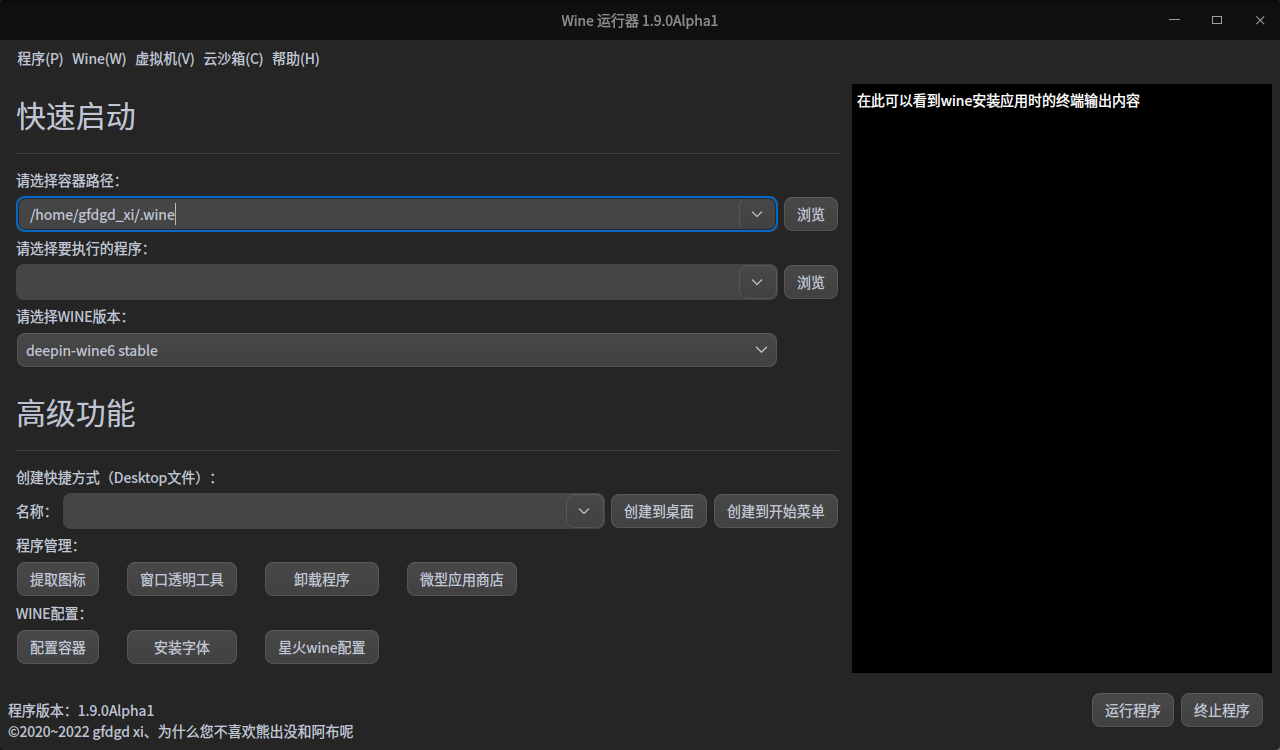 Wine 运行器 1.9.0Alpha1
程序(P) Wine(W) 虚拟机(V) 云沙箱(C) 帮助(H)
快速启动
请选择容器路径：
/home/gfdgd_xi/.wine 浏览
请选择要执行的程序：
浏览
请选择WINE版本：
deepin-wine6 stable
高级功能
创建快捷方式（Desktop文件）：
名称： 创建到桌面 创建到开始菜单
程序管理：
提取图标 窗口透明工具 卸载程序 微型应用商店
WINE配置：
配置容器 安装字体 星火wine配置
在此可以看到wine安装应用时的终端输出内容
程序版本：1.9.0Alpha1
©2020~2022 gfdgd xi、为什么您不喜欢熊出没和阿布呢
运行程序 终止程序